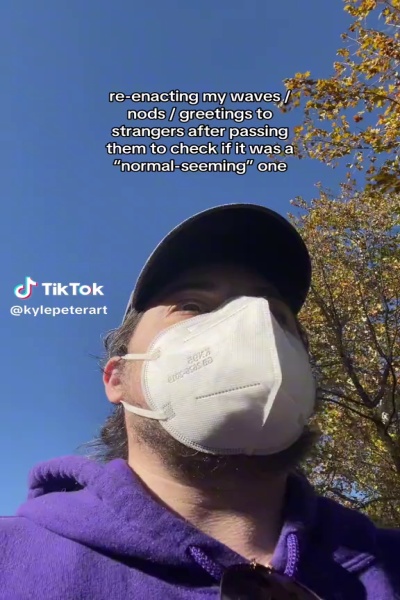 re-enacting my waves /
nods / greetings to
strangers after passing
them to check if it was a
"normal-seeming" one
TikTok
@kylepeterart